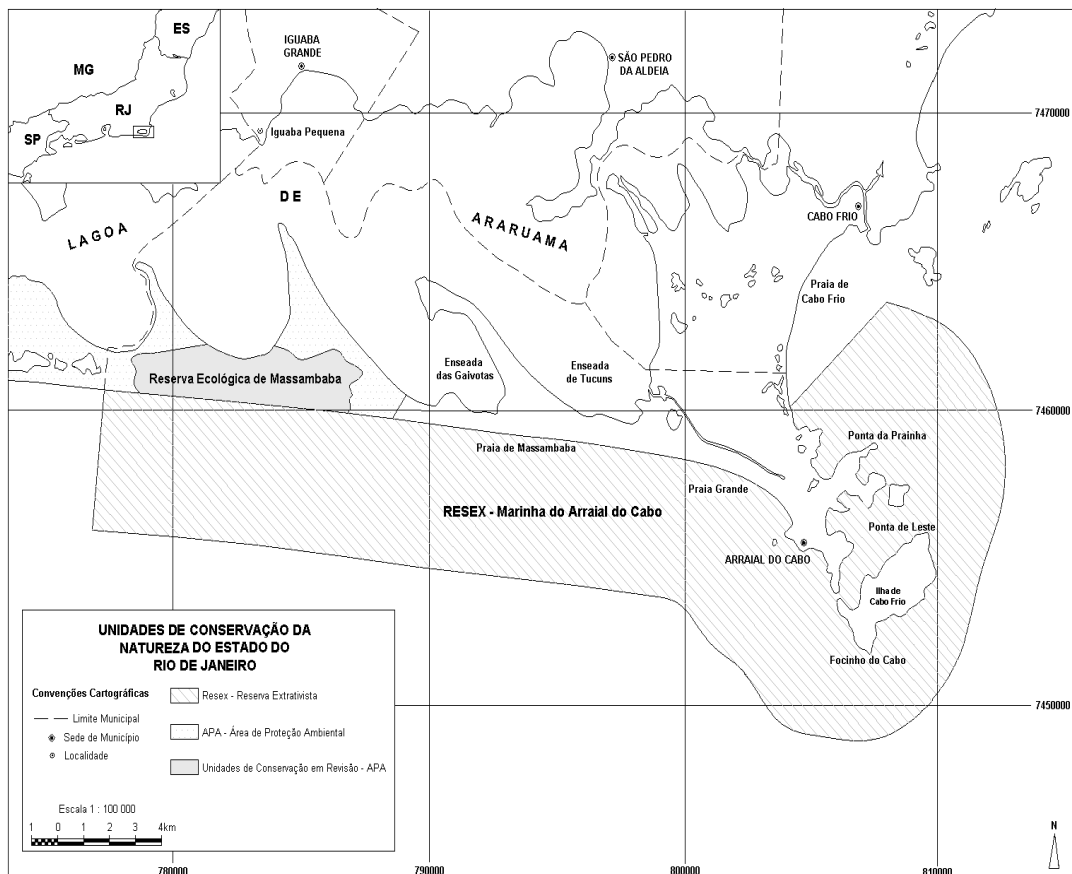 ES
MG
RJ
SP
IGUABA
GRANDE
Iguaba Pequena
SÃO PEDRO
DA ALDEIA
7470000
LAGOA
DE
ARARUAMA
CABO FRIO
Praia de
Cabo Frio
Reserva Ecológica de Massambaba
Enseada
das Gaivotas
Enseada
de Tucuns
7460000
Praia de Massambaba
Ponta da Prainha
Praia Grande
RESEX - Marinha do Arraial do Cabo
Ponta de Leste
ARRAIAL DO CABO
Ilha de
Cabo Frio
Focinho do Cabo
7450000
UNIDADES DE CONSERVAÇÃO DA
NATUREZA DO ESTADO DO
RIO DE JANEIRO
Convenções Cartográficas
Limite Municipal
Sede de Município
Localidade
Resex - Reserva Extrativista
APA - Área de Proteção Ambiental
Unidades de Conservação em Revisão - APA
Escala 1 : 100 000
1 0 1 2 3 4km
N
780000 790000 800000 810000